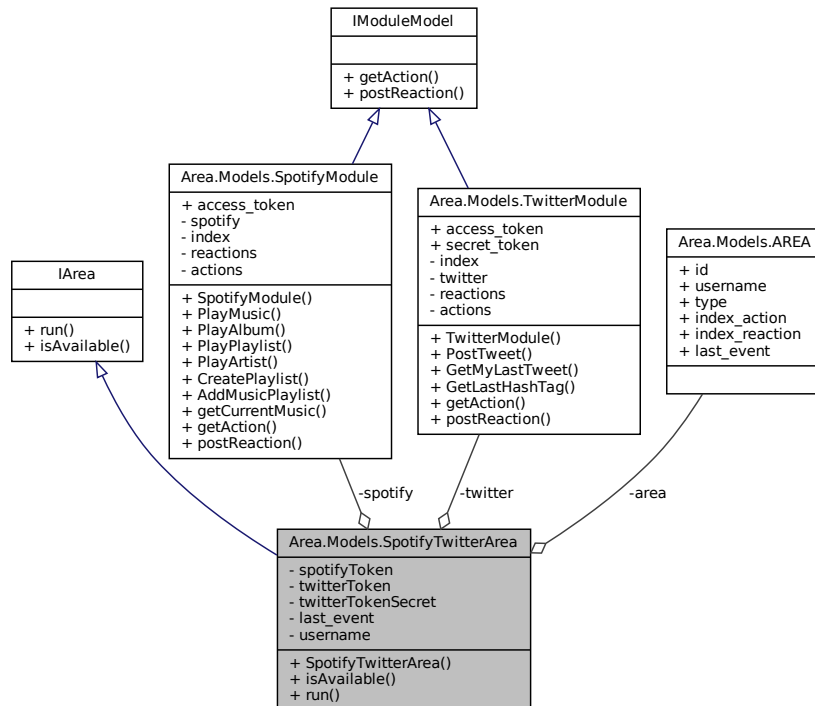 IModuleModel
+ getAction()
+ postReaction()
Area.Models.SpotifyModule
+ access_token
- spotify
- index
- reactions
- actions
+ SpotifyModule()
+ PlayMusic()
+ PlayAlbum()
+ PlayPlaylist()
+ PlayArtist()
+ CreatePlaylist()
+ AddMusicPlaylist()
+ getCurrentMusic()
+ getAction()
+ postReaction()
Area.Models.TwitterModule
+ access_token
+ secret_token
- index
- twitter
- reactions
- actions
+ TwitterModule()
+ PostTweet()
+ GetMyLastTweet()
+ GetLastHashTag()
+ getAction()
+ postReaction()
Area.Models.AREA
+ id
+ username
+ type
+ index_action
+ index_reaction
+ last_event
IArea
+ run()
+ isAvailable()
-spotify
-twitter
-area
Area.Models.SpotifyTwitterArea
- spotifyToken
- twitterToken
- twitterTokenSecret
- last_event
- username
+ SpotifyTwitterArea()
+ isAvailable()
+ run()